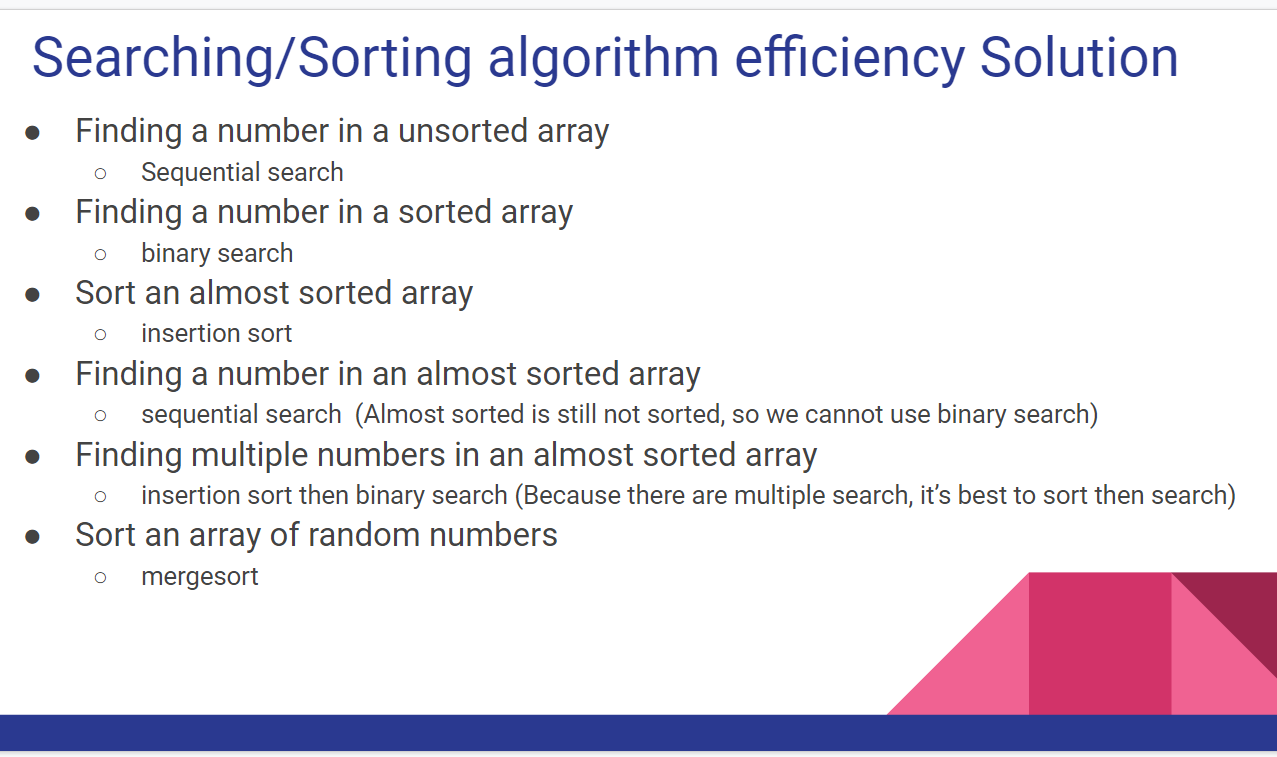 Searching/Sorting algorithm efficiency Solution
● Finding a number in a unsorted array
○ Sequential search
● Finding a number in a sorted array
○ binary search
● Sort an almost sorted array
○ insertion sort
● Finding a number in an almost sorted array
○ sequential search (Almost sorted is still not sorted, so we cannot use binary search)
● Finding multiple numbers in an almost sorted array
○ insertion sort then binary search (Because there are multiple search, it’s best to sort then search)
● Sort an array of random numbers
○ mergesort